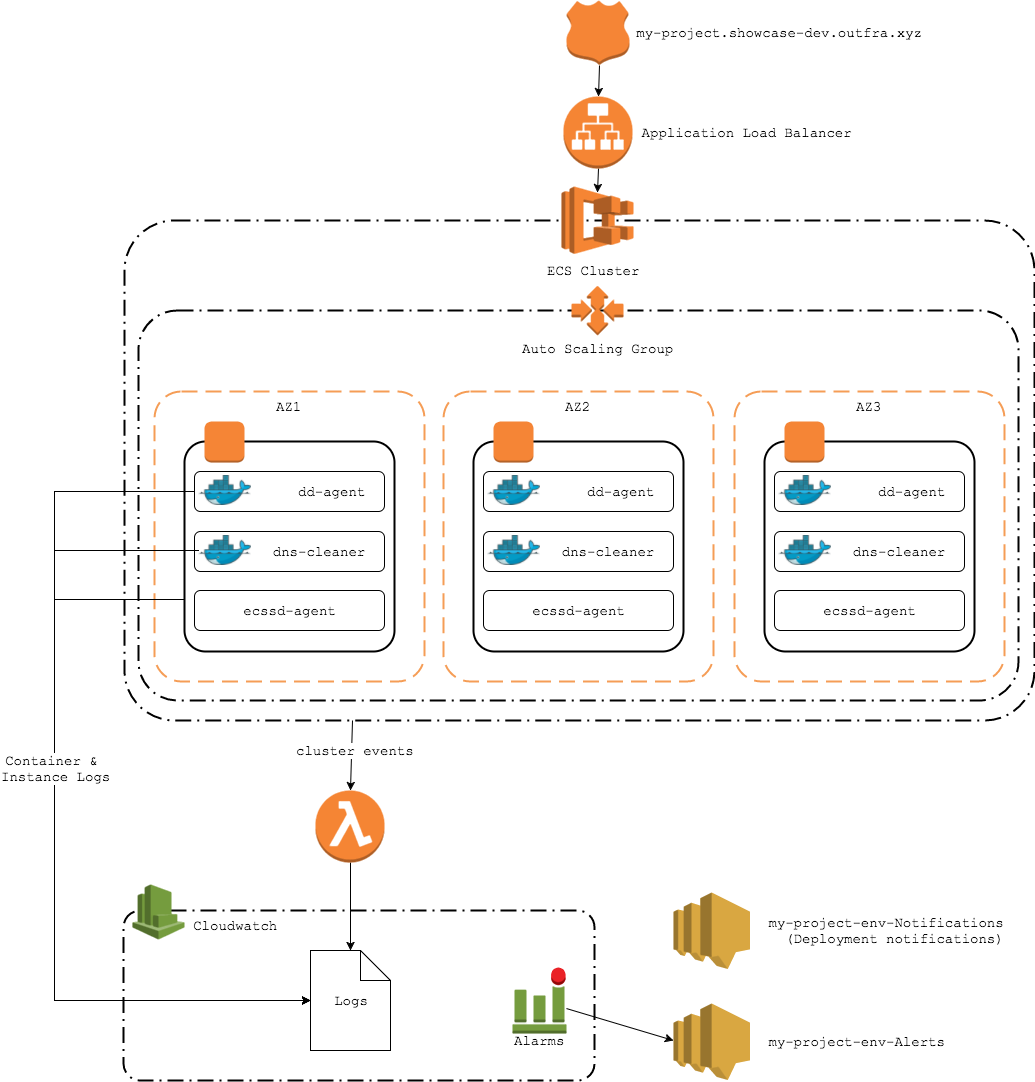 my-project.showcase-dev.outfra.xyz
Application Load Balancer
ECS Cluster
Auto Scaling Group
AZ1
AZ2
AZ3
dd-agent
dd-agent
dd-agent
dns-cleaner
dns-cleaner
dns-cleaner
ecssd-agent
ecssd-agent
ecssd-agent
cluster events
Container &
Instance Logs
Cloudwatch
my-project-env-Notifications
(Deployment notifications)
Logs
Alarms
my-project-env-Alerts